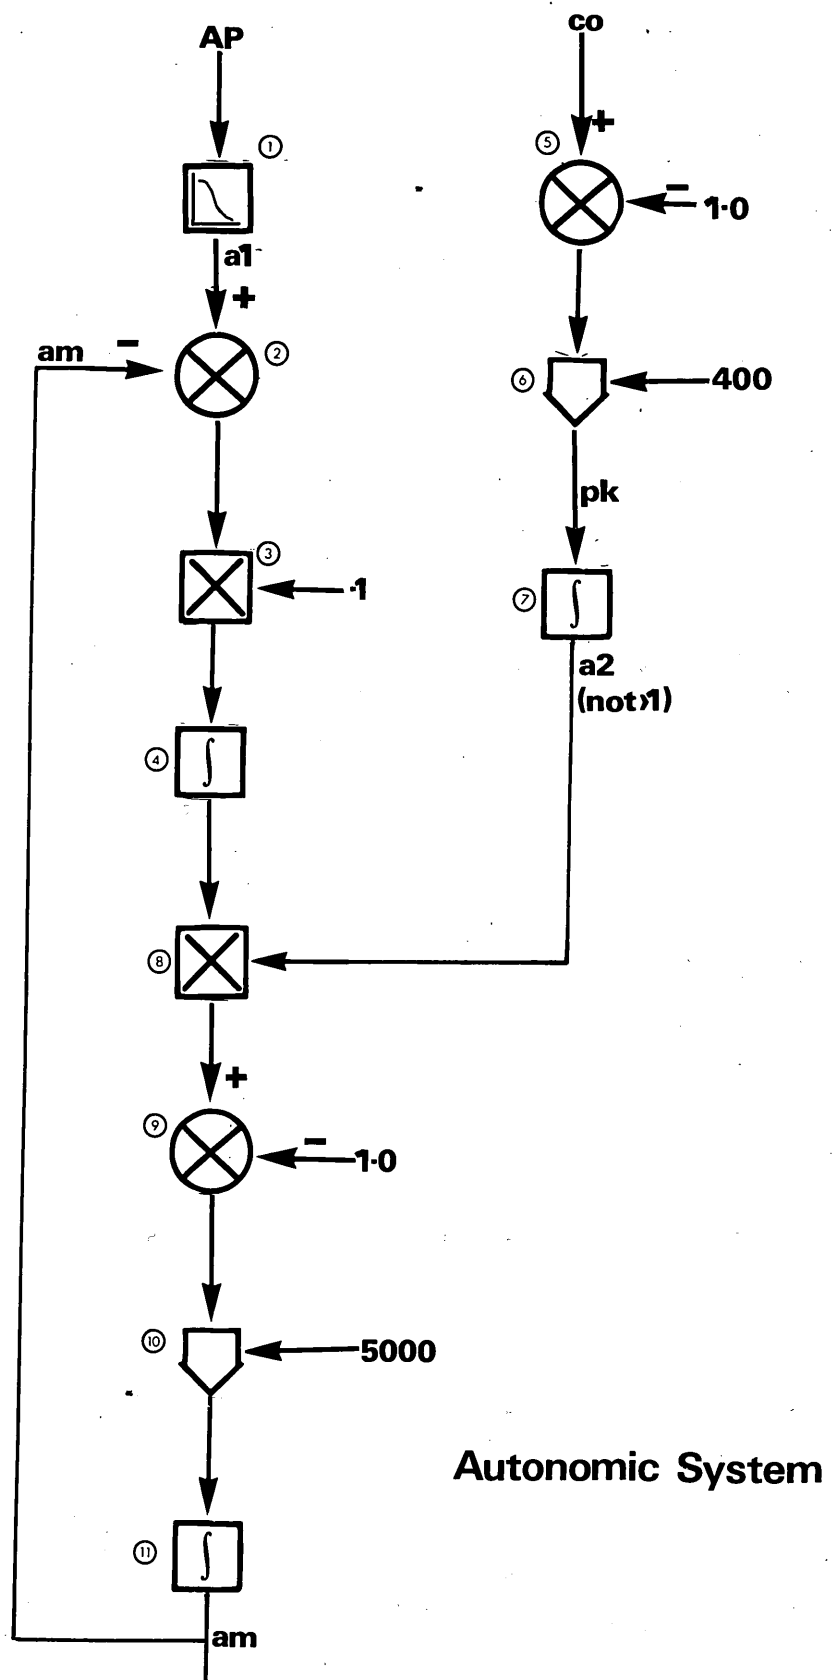 AP
co
①
+
⑤
−
1·0
a1
+
am
−
②
⑥
400
pk
③
·1
⑦
a2
(not>1)
④
⑧
+
⑨
−
1·0
⑩
5000
Autonomic System
⑪
am